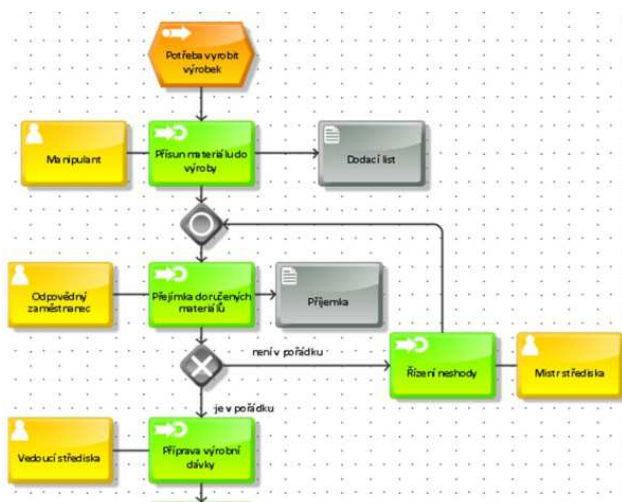 Potřeba vyrobit
výrobek
Manipulant
Přísun materiálu do
výroby
Dodací list
Odpovědný
zaměstnanec
Přejímka doručených
materiálů
Příjemka
není v pořádku
Řízení neshody
Mistr střediska
je v pořádku
Vedoucí střediska
Příprava výrobní
dávky